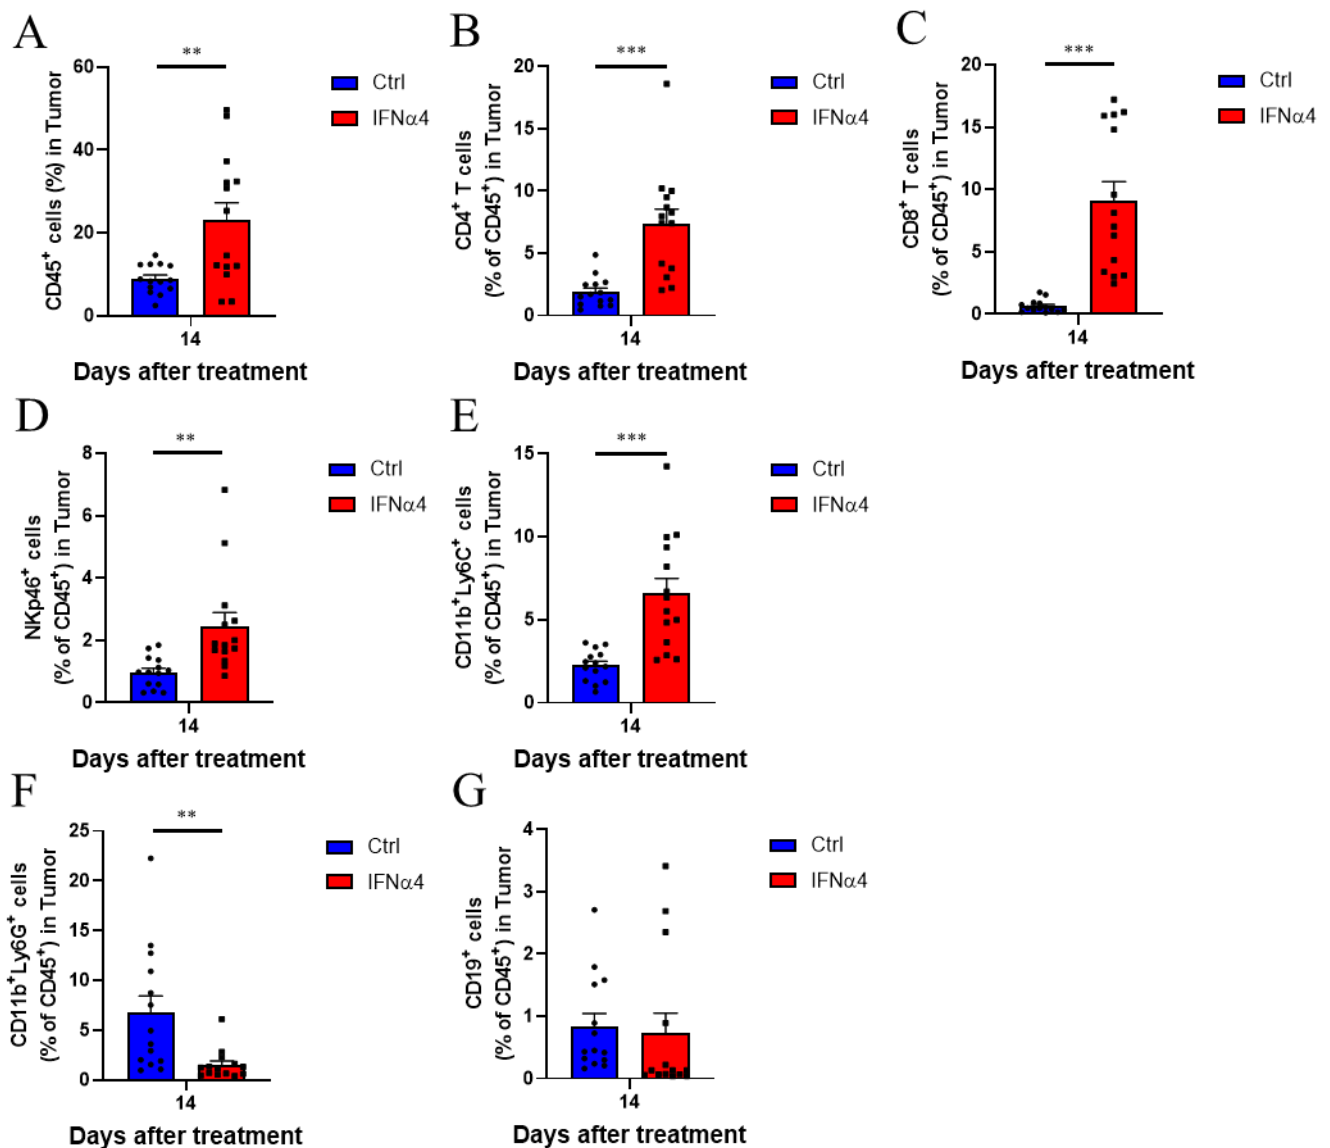 A
**
CD45+ cells (%) in Tumor
60
40
20
0
14
Days after treatment
Ctrl
IFNα4
B
***
CD4+ T cells
(% of CD45+) in Tumor
20
15
10
5
0
14
Days after treatment
Ctrl
IFNα4
C
***
CD8+ T cells
(% of CD45+) in Tumor
20
15
10
5
0
14
Days after treatment
Ctrl
IFNα4
D
**
NKp46+ cells
(% of CD45+) in Tumor
8
6
4
2
0
14
Days after treatment
Ctrl
IFNα4
E
***
CD11b+Ly6C+ cells
(% of CD45+) in Tumor
15
10
5
0
14
Days after treatment
Ctrl
IFNα4
F
**
CD11b+Ly6G+ cells
(% of CD45+) in Tumor
25
20
15
10
5
0
14
Days after treatment
Ctrl
IFNα4
G
CD19+ cells
(% of CD45+) in Tumor
4
3
2
1
0
14
Days after treatment
Ctrl
IFNα4